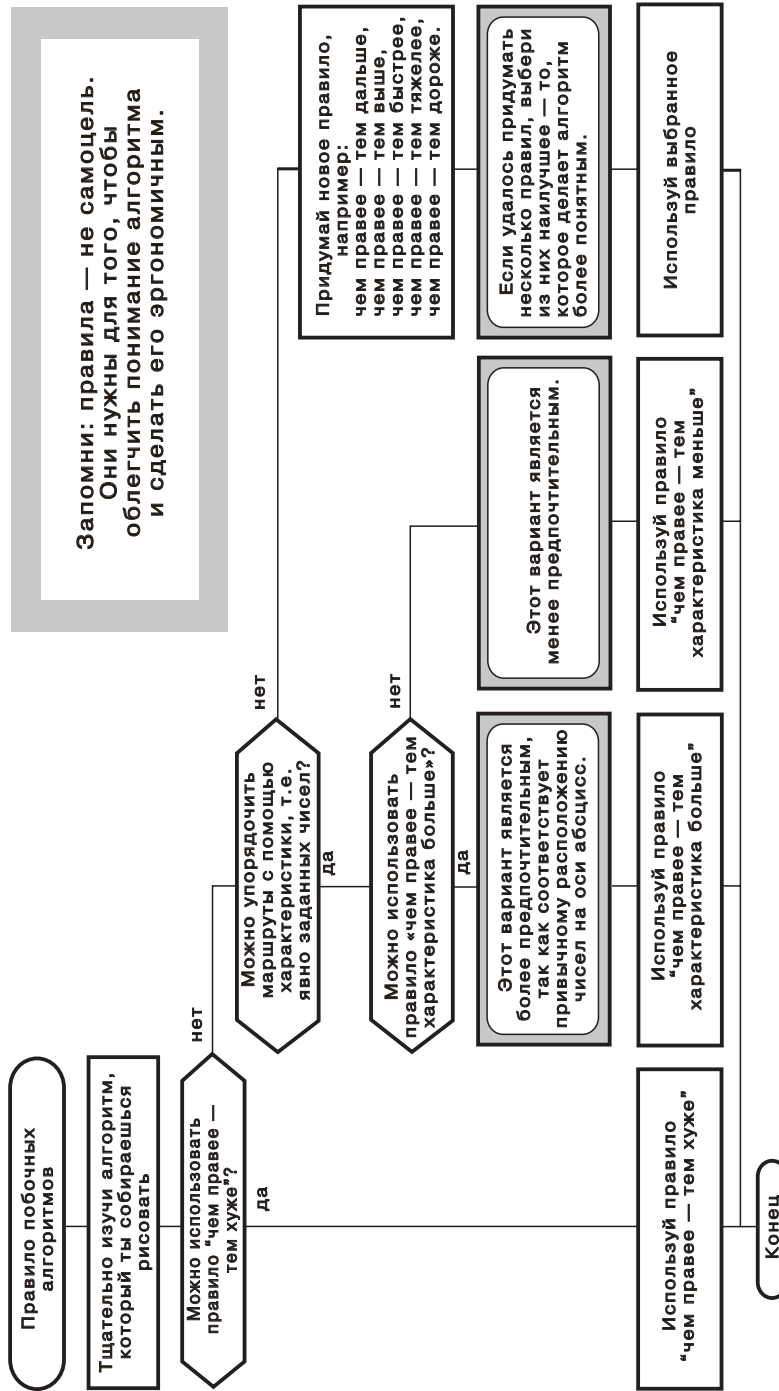 Правило побочных
алгоритмов
Тщательно изучи алгоритм,
который ты собираешься
рисовать
Можно использовать
правило “чем правее —
тем хуже”?
да
нет
Используй правило
“чем правее — тем хуже”
Можно упорядочить
маршруты с помощью
характеристики, т.е.
явно заданных чисел?
да
нет
Можно использовать
правило «чем правее — тем
характеристика больше»?
да
нет
Этот вариант является
более предпочтительным,
так как соответствует
привычному расположению
чисел на оси абсцисс.
Используй правило
“чем правее — тем
характеристика больше”
Этот вариант является
менее предпочтительным.
Используй правило
“чем правее — тем
характеристика меньше”
Придумай новое правило,
например:
чем правее — тем дальше,
чем правее — тем выше,
чем правее — тем быстрее,
чем правее — тем тяжелее,
чем правее — тем дороже.
Если удалось придумать
несколько правил, выбери
из них наилучшее — то,
которое делает алгоритм
более понятным.
Используй выбранное
правило
Конец
Запомни: правила — не самоцель.
Они нужны для того, чтобы
облегчить понимание алгоритма
и сделать его эргономичным.